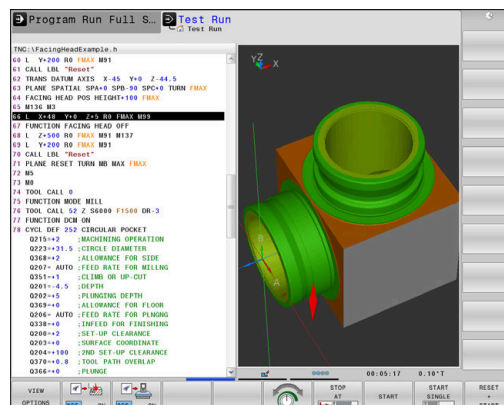 Program Run Full S…
Test Run
Test Run
TNC:\FacingHeadExample.h
60 L Y+200 R0 FMAX M91
61 CALL LBL "Reset"
62 TRANS DATUM AXIS X-45 Y+0 Z-44.5
63 PLANE SPATIAL SPA+0 SPB-90 SPC+0 TURN FMAX
64 FACING HEAD POS HEIGHT+100 FMAX
65 M136 M3
66 L X+48 Y+0 Z+5 R0 FMAX M99
67 FUNCTION FACING HEAD OFF
68 L Z+500 R0 FMAX M91 M137
69 L Y+200 R0 FMAX M91
70 CALL LBL "Reset"
71 PLANE RESET TURN MB MAX FMAX
72 M5
73 M0
74 TOOL CALL 0
75 FUNCTION MODE MILL
76 TOOL CALL 52 Z S6000 F1500 DR-3
77 FUNCTION DCM ON
78 CYCL DEF 252 CIRCULAR POCKET
Q215=+2 ;MACHINING OPERATION
Q223=+31.5 ;CIRCLE DIAMETER
Q368=+2 ;ALLOWANCE FOR SIDE
Q207= AUTO ;FEED RATE FOR MILLNG
Q351=+1 ;CLIMB OR UP-CUT
Q201=-4.5 ;DEPTH
Q202=+5 ;PLUNGING DEPTH
Q369=+0 ;ALLOWANCE FOR FLOOR
Q206= AUTO ;FEED RATE FOR PLNGNG
Q338=+0 ;INFEED FOR FINISHING
Q200=+2 ;SET-UP CLEARANCE
Q203=+0 ;SURFACE COORDINATE
Q204=+100 ;2ND SET-UP CLEARANCE
Q370=+0.8 ;TOOL PATH OVERLAP
Q366=+0 ;PLUNGE
YZ X
B
A
00:05:17 0.10*T
VIEW
OPTIONS
STOP
AT
START
START
SINGLE
RESET
+
START